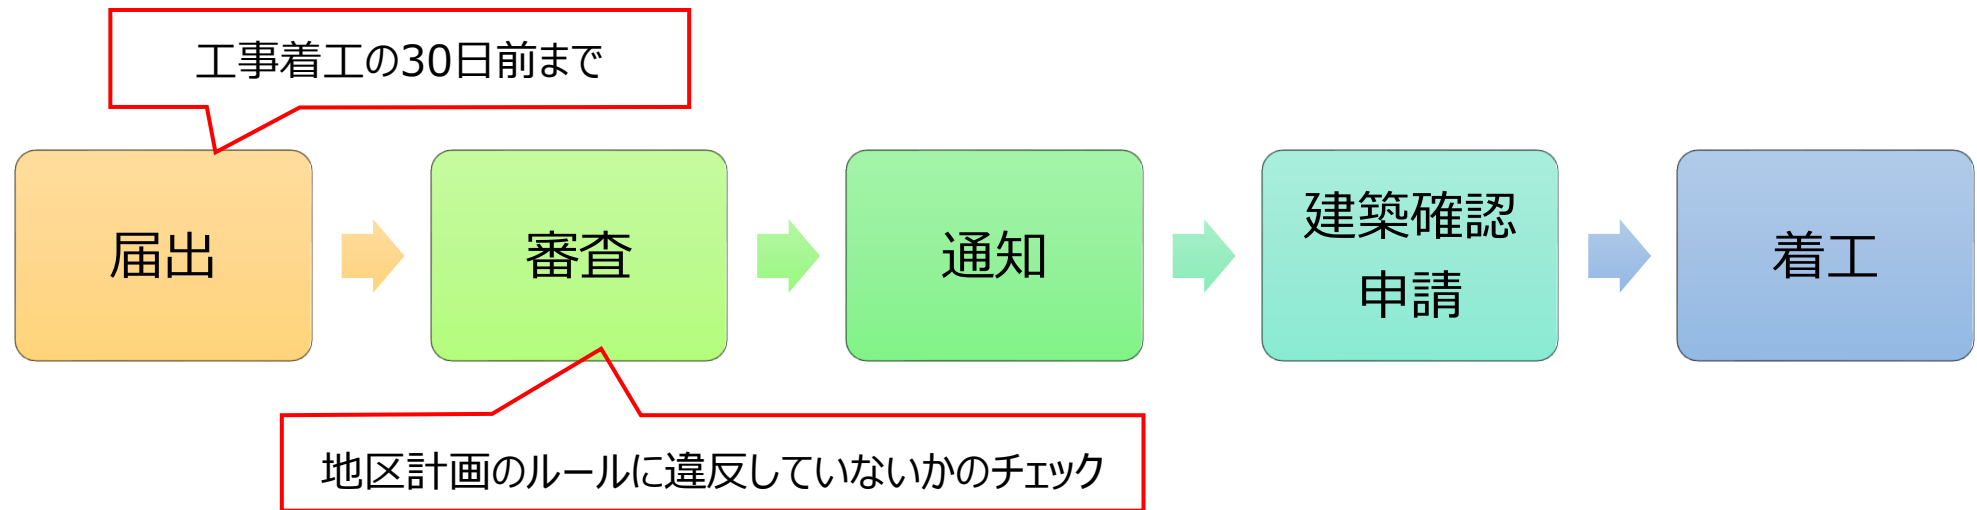 工事着工の30日前まで
届出
審査
通知
建築確認
申請
着工
地区計画のルールに違反していないかのチェック